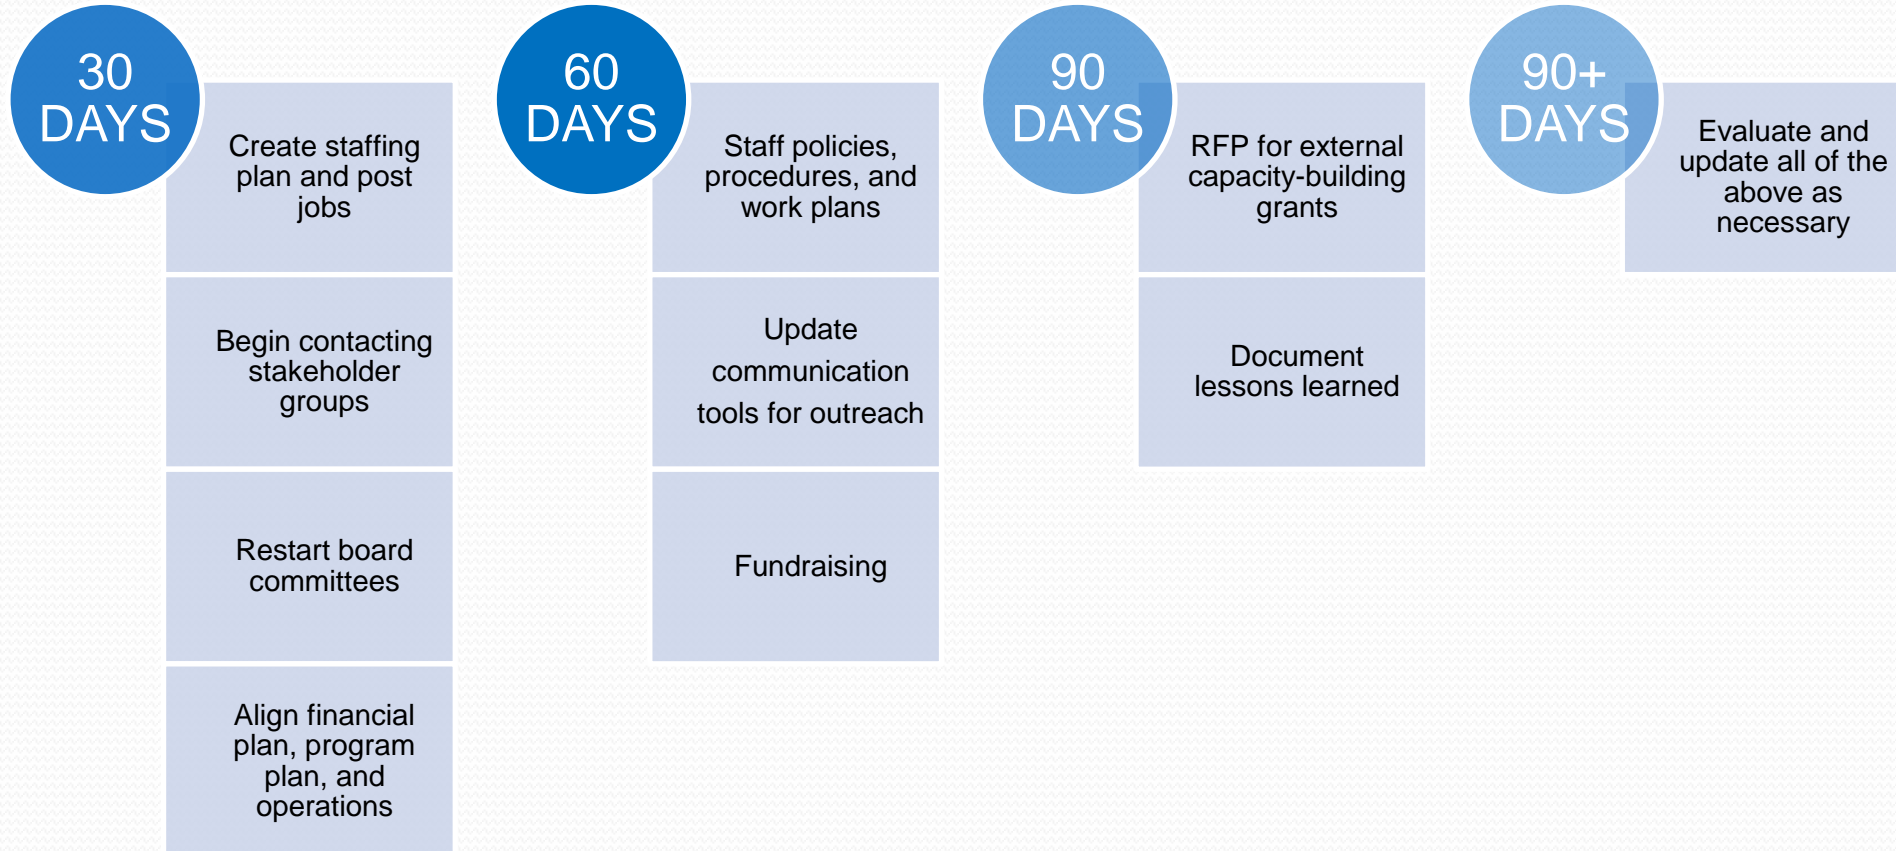 30
DAYS
Create staffing
plan and post
jobs
Begin contacting
stakeholder
groups
Restart board
committees
Align financial
plan, program
plan, and
operations
60
DAYS
Staff policies,
procedures, and
work plans
Update
communication
tools for outreach
Fundraising
90
DAYS
RFP for external
capacity-building
grants
Document
lessons learned
90+
DAYS
Evaluate and
update all of the
above as
necessary